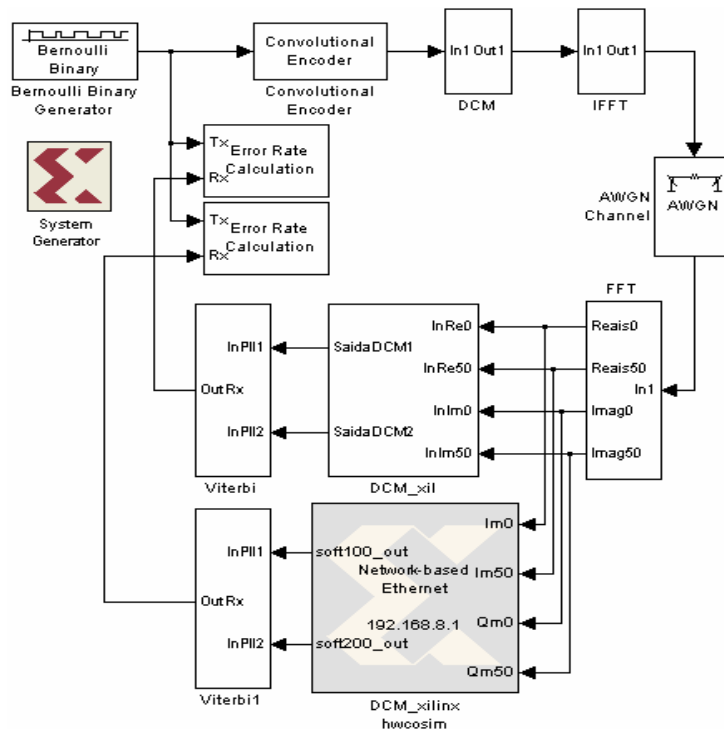 Bernoulli
Binary
Bernoulli Binary
Generator
Convolutional
Encoder
Convolutional
Encoder
In1 Out1
DCM
In1 Out1
IFFT
AWGN
Channel
AWGN
System
Generator
Tx
Rx
Error Rate
Calculation
Tx
Rx
Error Rate
Calculation
FFT
Reais0
Reais50
In1
Imag0
Imag50
InRe0
InRe50
InIm0
InIm50
SaidaDCM1
SaidaDCM2
DCM_xil
InPll1
OutRx
InPll2
Viterbi
Im0
Im50
Qm0
Qm50
soft100_out
Network-based
Ethernet
192.168.8.1
soft200_out
DCM_xilinx
hwcosim
InPll1
OutRx
InPll2
Viterbi1